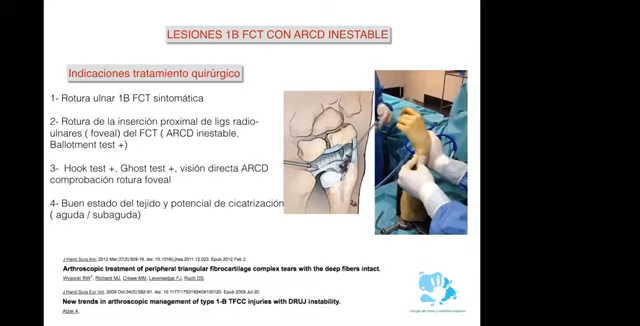 LESIONES 1B FCT CON ARCD INESTABLE
Indicaciones tratamiento quirúrgico
1- Rotura ulnar 1B FCT sintomática
2- Rotura de la inserción proximal de ligs radio-
ulnares ( foveal) del FCT ( ARCD inestable,
Ballotment test +)
3- Hook test +, Ghost test +, visión directa ARCD
comprobación rotura foveal
4- Buen estado del tejido y potencial de cicatrización
( aguda / subaguda)
J Hand Surg Am. 2012 Mar;37(3):509-16. doi: 10.1016/j.jhsa.2011.12.023. Epub 2012 Feb 2.
Arthroscopic treatment of peripheral triangular fibrocartilage complex tears with the deep fibers intact.
Wysocki RW, Richard MJ, Crowe MM, Leversedge FJ, Ruch DS.
J Hand Surg Eur Vol. 2009 Oct;34(5):582-91. doi: 10.1177/1753193409100120. Epub 2009 Jul 20.
New trends in arthroscopic management of type 1-B TFCC injuries with DRUJ instability.
Atzei A.